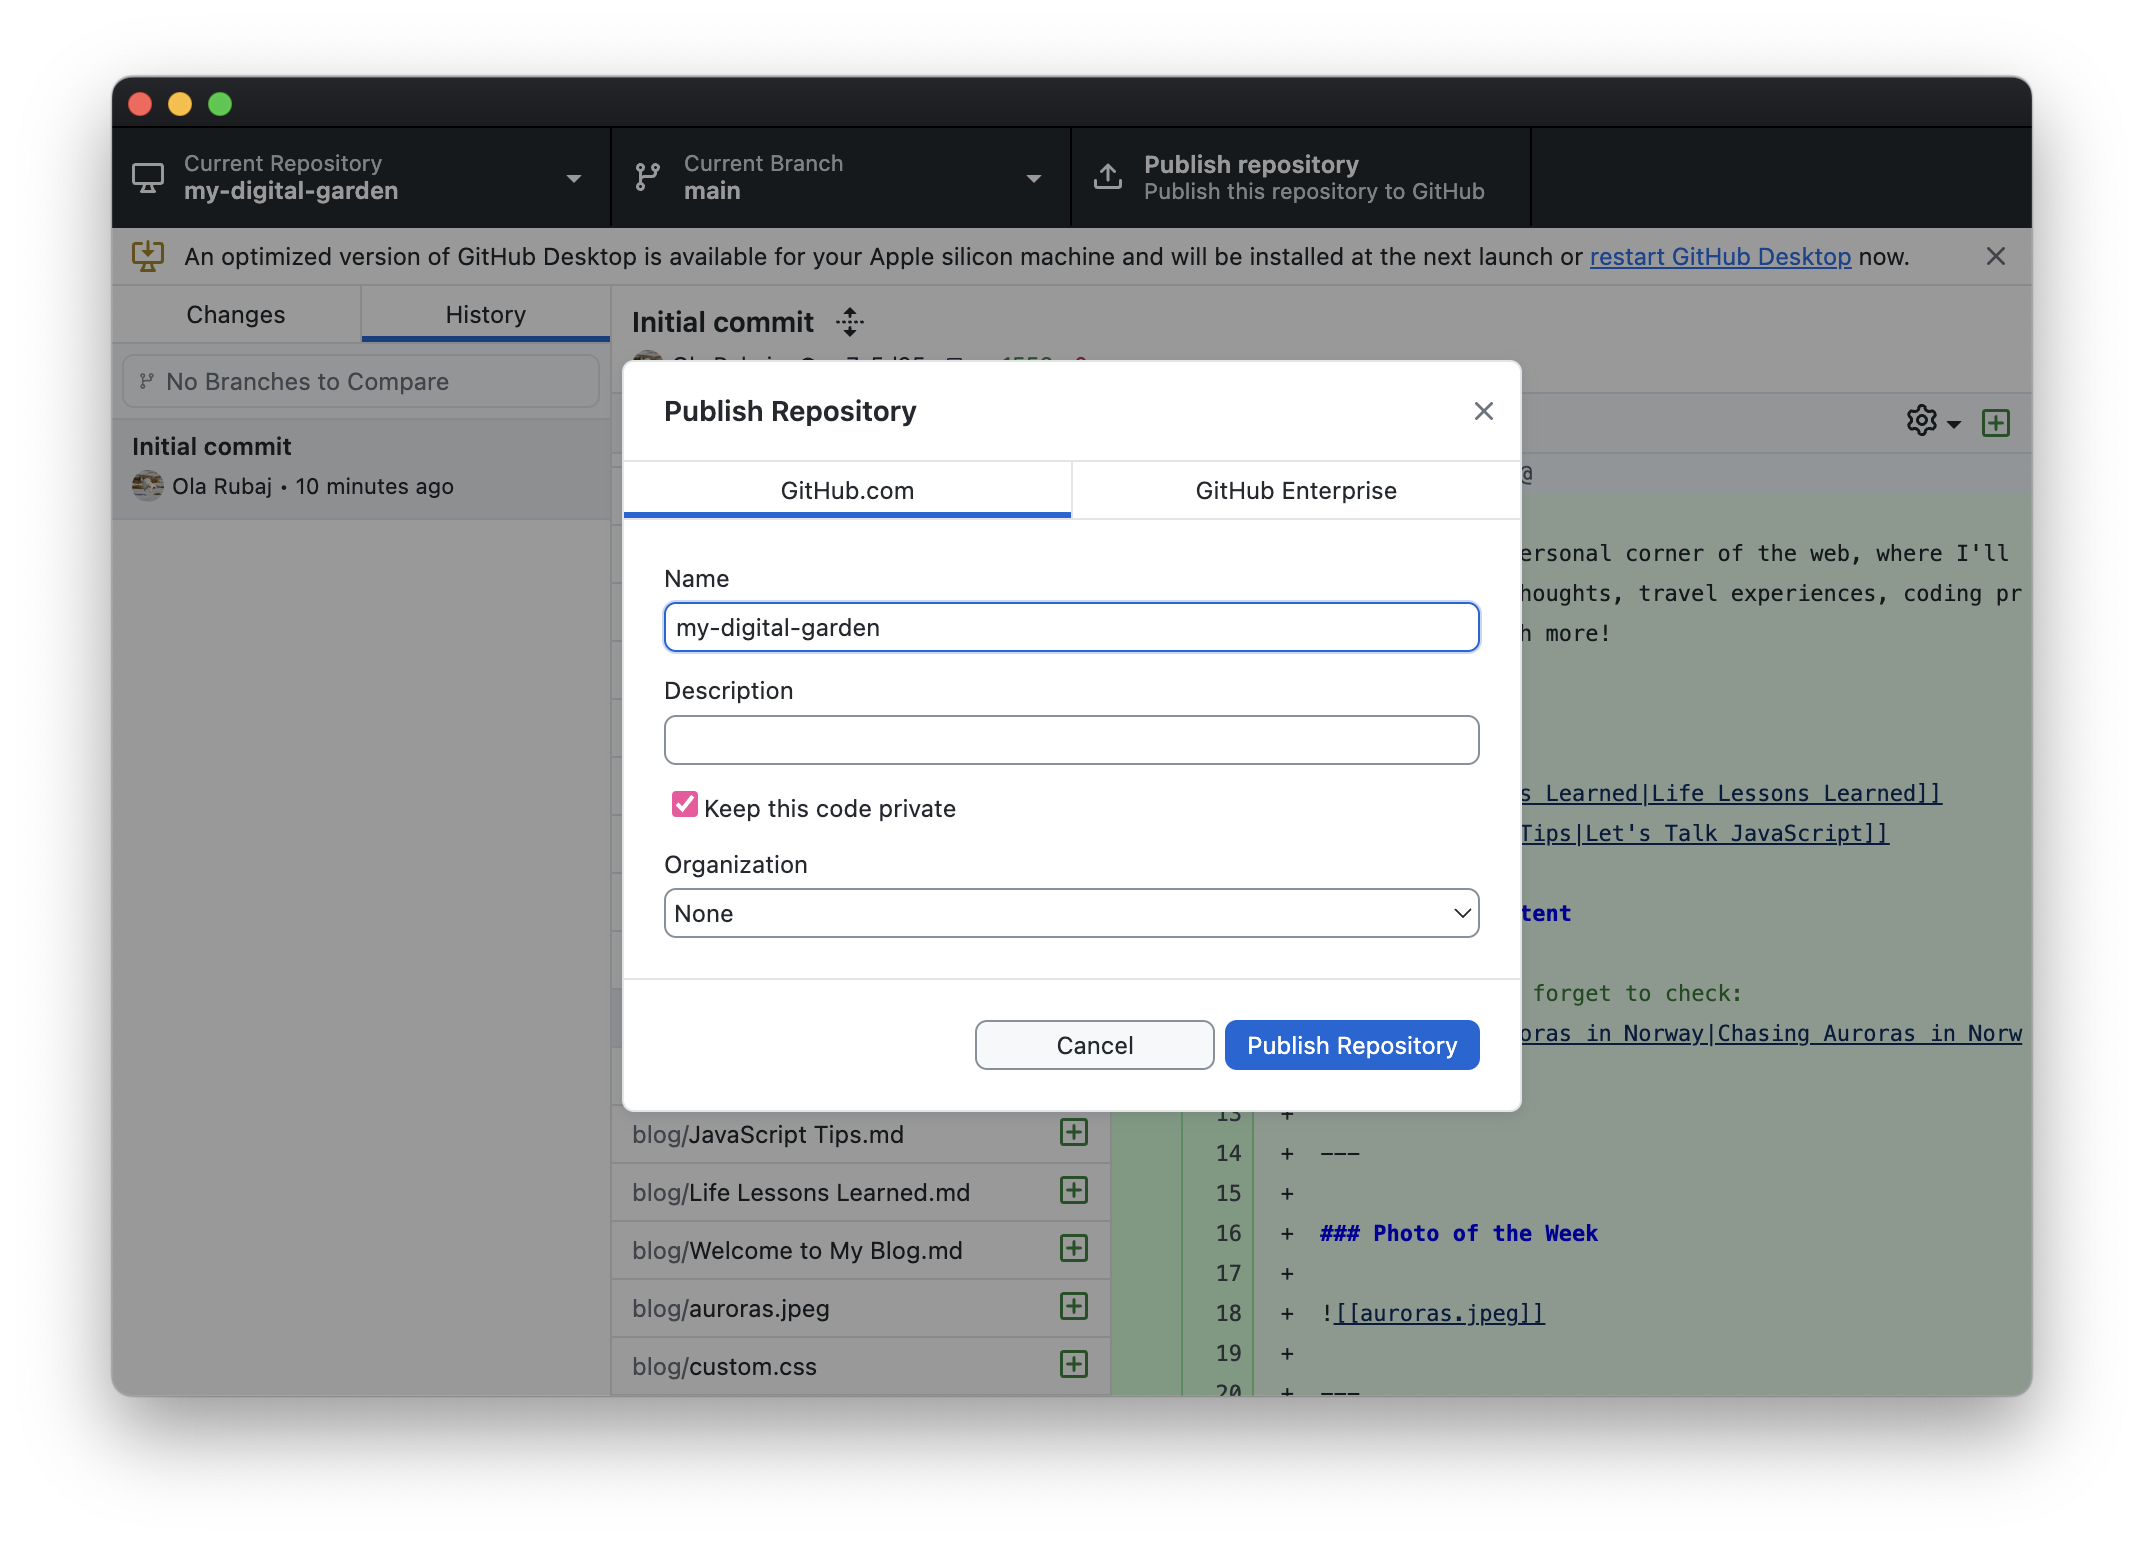 Current Repository
my-digital-garden
Current Branch
main
Publish repository
Publish this repository to GitHub
An optimized version of GitHub Desktop is available for your Apple silicon machine and will be installed at the next launch or restart GitHub Desktop now.
Changes
History
No Branches to Compare
Initial commit
Ola Rubaj • 10 minutes ago
Initial commit
Publish Repository
GitHub.com
GitHub Enterprise
Name
my-digital-garden
Description
Keep this code private
Organization
None
Cancel
Publish Repository
@
ersonal corner of the web, where I'll
houghts, travel experiences, coding pr
h more!
s Learned|Life Lessons Learned]]
Tips|Let's Talk JavaScript]]
tent
forget to check:
oras in Norway|Chasing Auroras in Norw
blog/JavaScript Tips.md
blog/Life Lessons Learned.md
blog/Welcome to My Blog.md
blog/auroras.jpeg
blog/custom.css
13 +
14 + ---
15 +
16 + ### Photo of the Week
17 +
18 + ![[auroras.jpeg]]
19 +
20 + ---